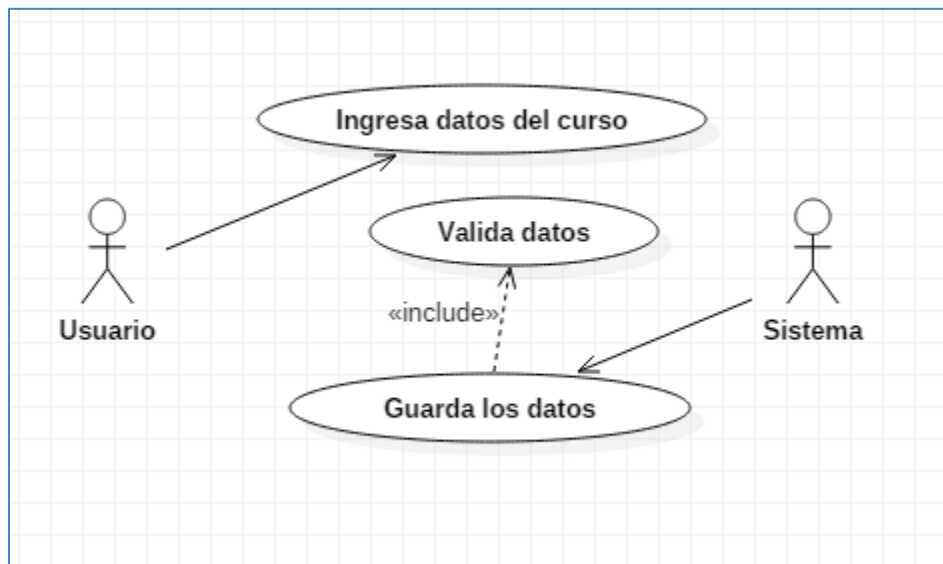 Ingresa datos del curso
Valida datos
«include»
Usuario
Sistema
Guarda los datos